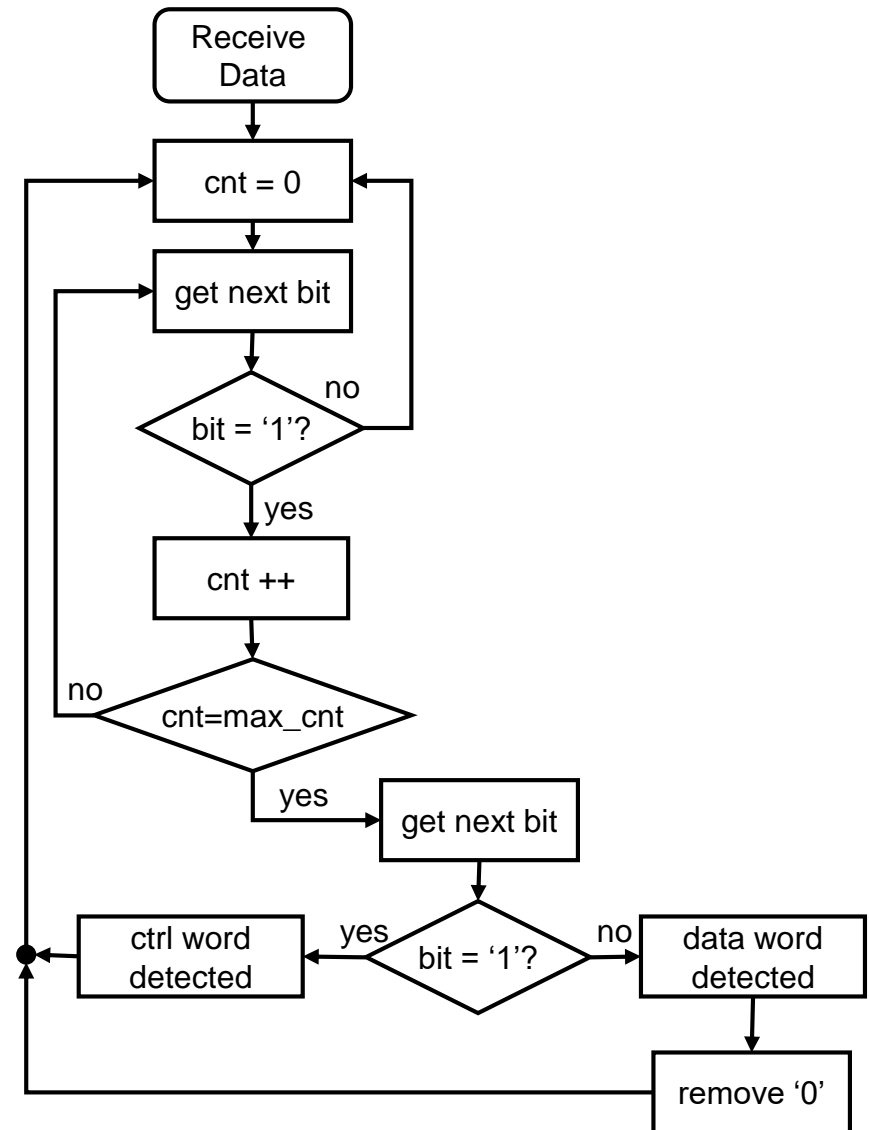 Receive
Data
cnt = 0
get next bit
no
bit = ‘1’?
yes
cnt ++
no
cnt=max_cnt
yes
get next bit
ctrl word
detected
yes
bit = ‘1’?
no
data word
detected
remove ‘0’